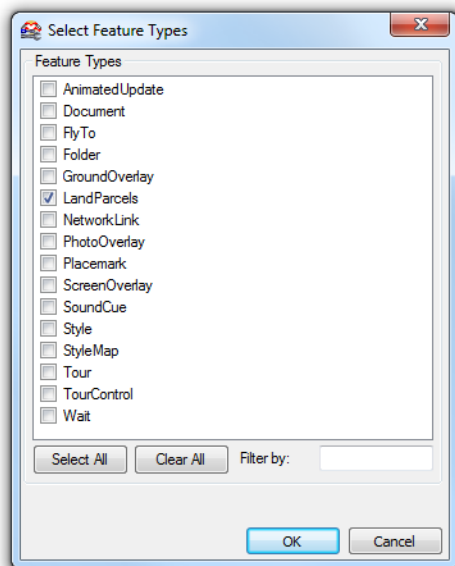 Select Feature Types
Feature Types
AnimatedUpdate
Document
FlyTo
Folder
GroundOverlay
LandParcels
NetworkLink
PhotoOverlay
Placemark
ScreenOverlay
SoundCue
Style
StyleMap
Tour
TourControl
Wait
Select All Clear All Filter by:
OK Cancel